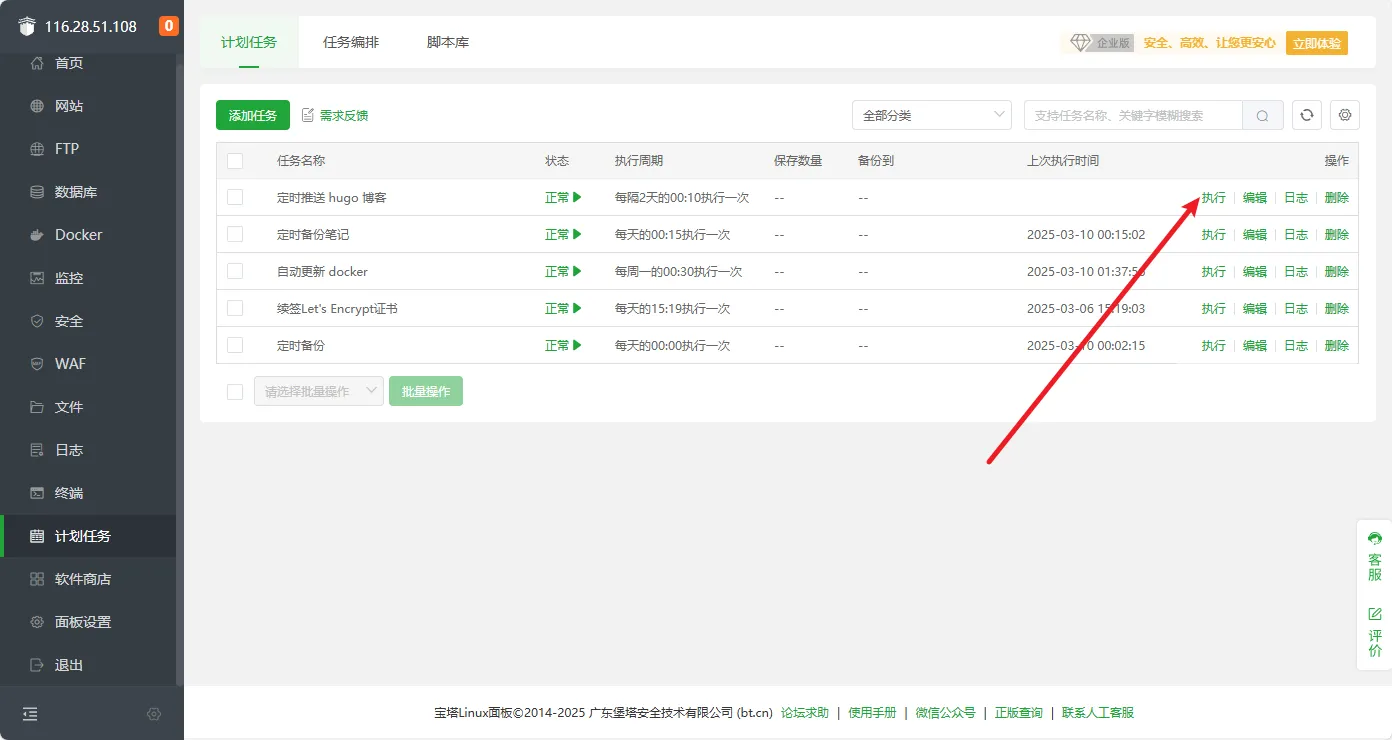 116.28.51.108 0
首页
网站
FTP
数据库
Docker
监控
安全
WAF
文件
日志
终端
计划任务
软件商店
面板设置
退出
计划任务 任务编排 脚本库
企业版 安全、高效、让您更安心 立即体验
添加任务 需求反馈 全部分类 支持任务名称、关键字模糊搜索
任务名称 状态 执行周期 保存数量 备份到 上次执行时间 操作
定时推送 hugo 博客 正常 每隔2天的00:10执行一次 -- -- 执行 编辑 日志 删除
定时备份笔记 正常 每天的00:15执行一次 -- -- 2025-03-10 00:15:02 执行 编辑 日志 删除
自动更新 docker 正常 每周一的00:30执行一次 -- -- 2025-03-10 执行 编辑 日志 删除
续签Let's Encrypt证书 正常 每天的15:19执行一次 -- -- 2025-03-06 15:19:03 执行 编辑 日志 删除
定时备份 正常 每天的00:00执行一次 -- -- 2025-03-10 00:02:15 执行 编辑 日志 删除
请选择批量操作 批量操作
客服
评价
宝塔Linux面板©2014-2025 广东堡塔安全技术有限公司 (bt.cn) 论坛求助 | 使用手册 | 微信公众号 | 正版查询 | 联系人工客服